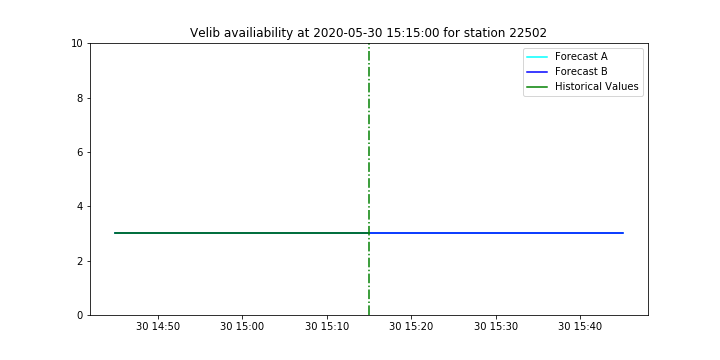 Velib availiability at 2020-05-30 15:15:00 for station 22502
10
8
6
4
2
0
Forecast A
Forecast B
Historical Values
30 14:50 30 15:00 30 15:10 30 15:20 30 15:30 30 15:40